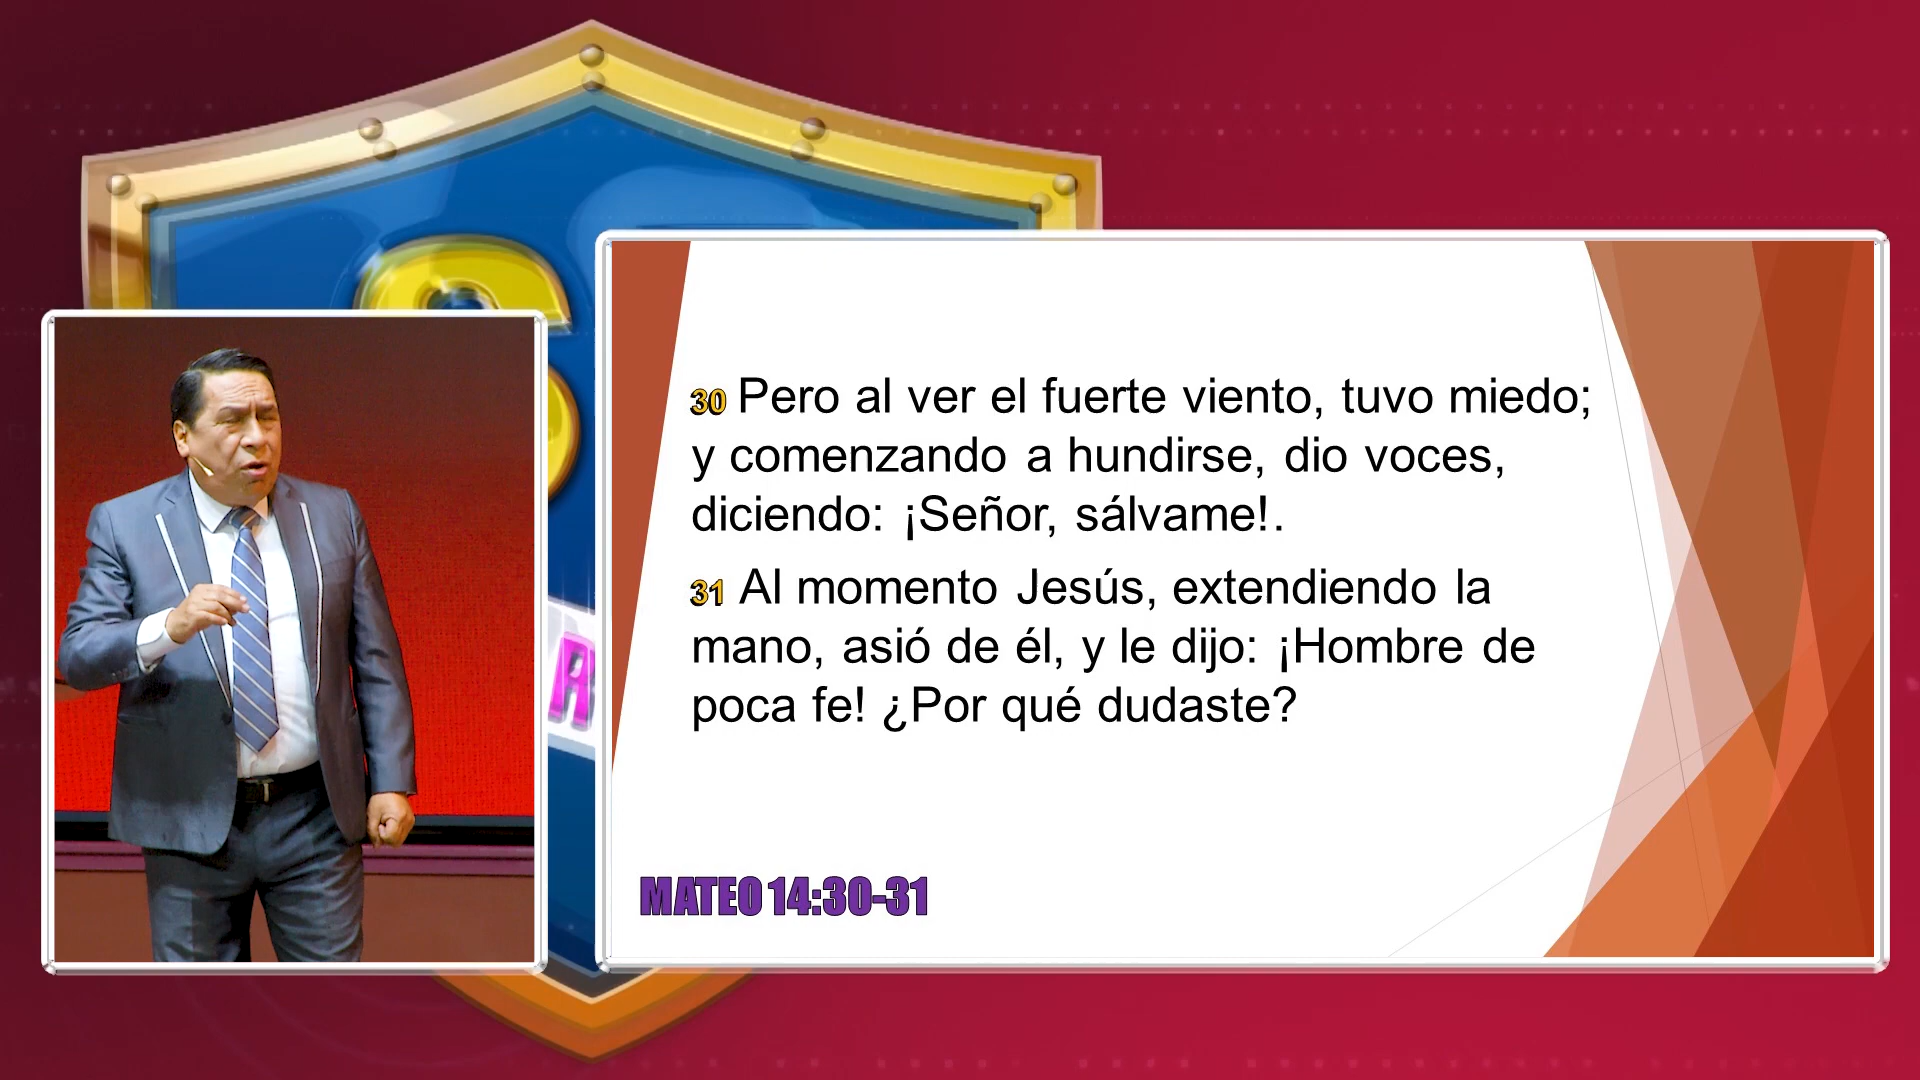 S
R
30 Pero al ver el fuerte viento, tuvo miedo;
y comenzando a hundirse, dio voces,
diciendo: ¡Señor, sálvame!.
31 Al momento Jesús, extendiendo la
mano, asió de él, y le dijo: ¡Hombre de
poca fe! ¿Por qué dudaste?
MATEO 14:30-31